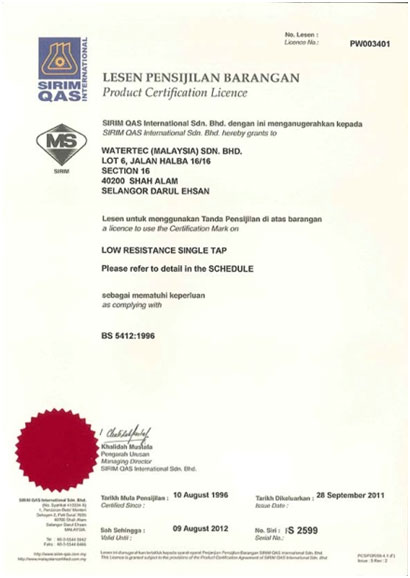 No. Lesen :
Licence No.: PW003401
SIRIM
QAS
INTERNATIONAL
LESEN PENSIJILAN BARANGAN
Product Certification Licence
SIRIM QAS International Sdn. Bhd. dengan ini menganugerahkan kepada
SIRIM QAS International Sdn. Bhd. hereby grants to
MS
SIRIM
WATERTEC (MALAYSIA) SDN. BHD.
LOT 6, JALAN HALBA 16/16
SECTION 16
40200 SHAH ALAM
SELANGOR DARUL EHSAN
Lesen untuk menggunakan Tanda Pensijilan di atas barangan
a licence to use the Certification Mark on
LOW RESISTANCE SINGLE TAP
Please refer to detail in the SCHEDULE
sebagai mematuhi keperluan
as complying with
BS 5412:1996
Khalidah Mustafa
Pengarah Urusan
Managing Director
SIRIM QAS International Sdn. Bhd.
SIRIM QAS International Sdn. Bhd.
Tarikh Mula Pensijilan : 10 August 1996
Certified Since :
Tarikh Dikeluarkan : 28 September 2011
Issue Date :
Sah Sehingga : 09 August 2012
Valid Until :
No. Siri : iS 2599
Serial No.: